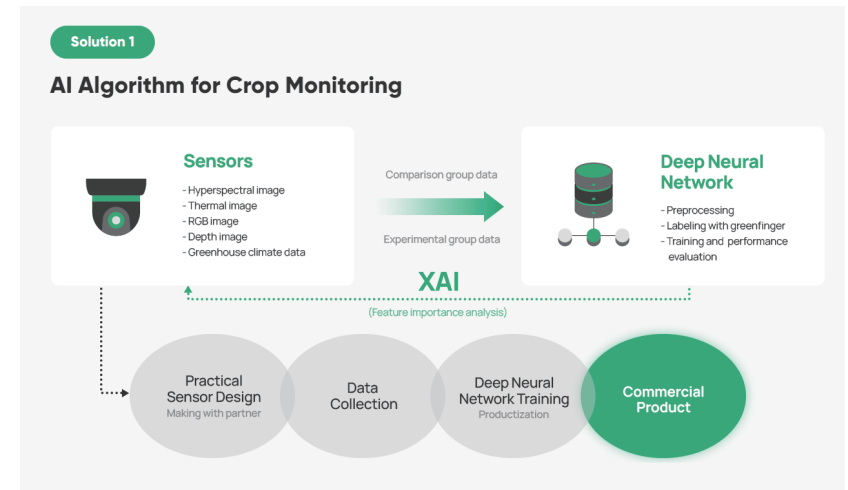 Solution 1
AI Algorithm for Crop Monitoring
Sensors
- Hyperspectral image
- Thermal image
- RGB image
- Depth image
- Greenhouse climate data
Comparison group data
Experimental group data
Deep Neural
Network
- Preprocessing
- Labeling with greenfinger
- Training and performance
evaluation
XAI
(Feature importance analysis)
Practical
Sensor Design
Making with partner
Data
Collection
Deep Neural
Network Training
Productization
Commercial
Product